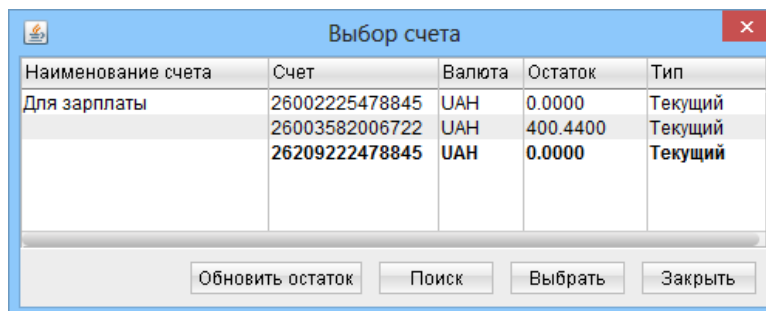 Выбор счета
Наименование счета Счет Валюта Остаток Тип
Для зарплаты 26002225478845 UAH 0.0000 Текущий
26003582006722 UAH 400.4400 Текущий
26209222478845 UAH 0.0000 Текущий
Обновить остаток Поиск Выбрать Закрыть